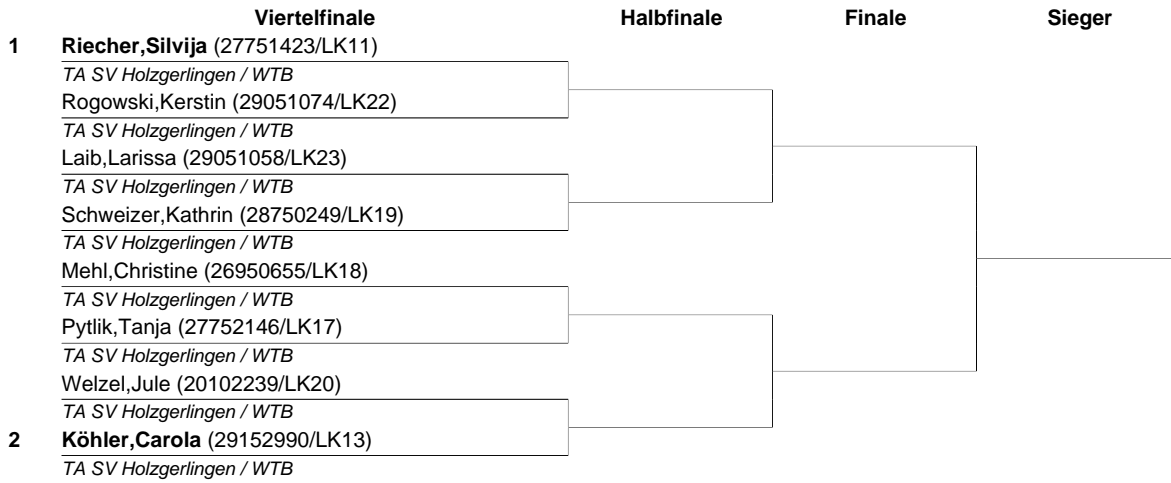 Viertelfinale Halbfinale Finale Sieger
1 Riecher,Silvija (27751423/LK11)
TA SV Holzgerlingen / WTB
Rogowski,Kerstin (29051074/LK22)
TA SV Holzgerlingen / WTB
Laib,Larissa (29051058/LK23)
TA SV Holzgerlingen / WTB
Schweizer,Kathrin (28750249/LK19)
TA SV Holzgerlingen / WTB
Mehl,Christine (26950655/LK18)
TA SV Holzgerlingen / WTB
Pytlik,Tanja (27752146/LK17)
TA SV Holzgerlingen / WTB
Welzel,Jule (20102239/LK20)
TA SV Holzgerlingen / WTB
2 Köhler,Carola (29152990/LK13)
TA SV Holzgerlingen / WTB